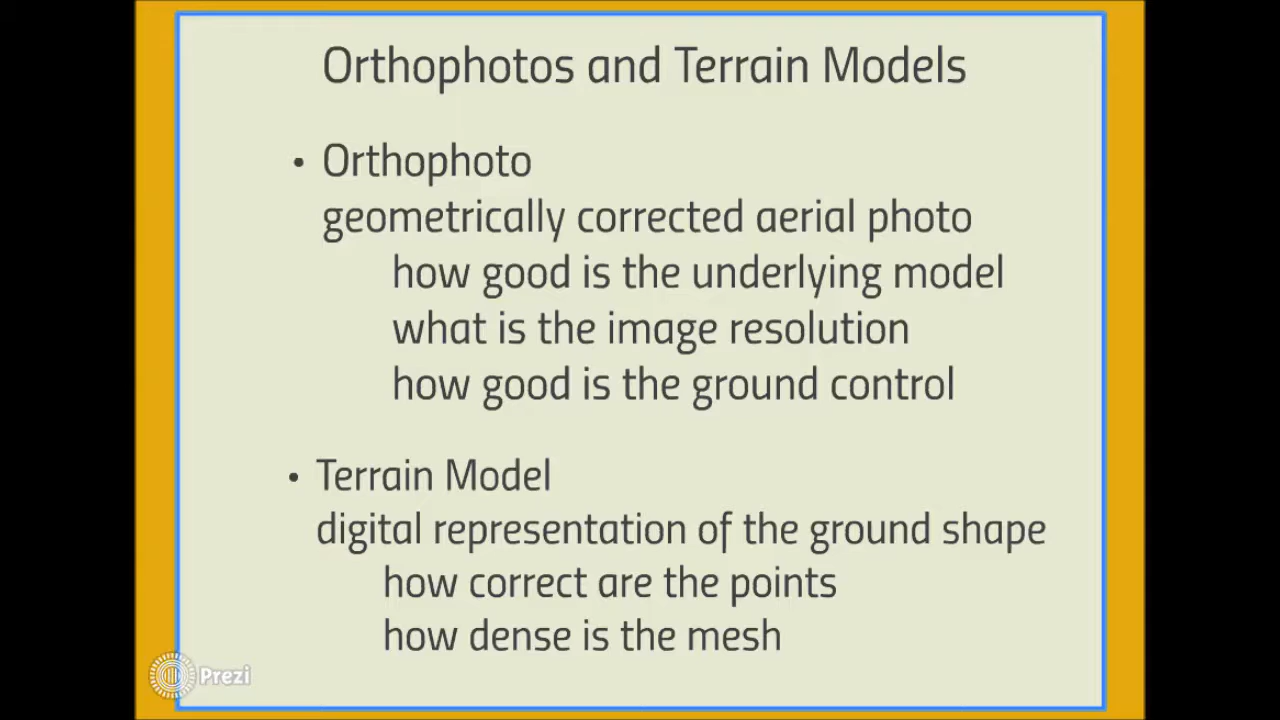 Orthophotos and Terrain Models
• Orthophoto
geometrically corrected aerial photo
how good is the underlying model
what is the image resolution
how good is the ground control
• Terrain Model
digital representation of the ground shape
how correct are the points
how dense is the mesh
Prezi